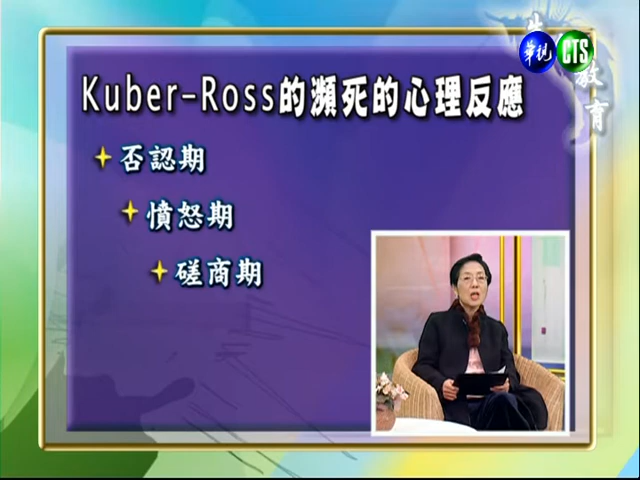 華視 CTS
教
育
Kuber-Ross的瀕死的心理反應
否認期
憤怒期
磋商期